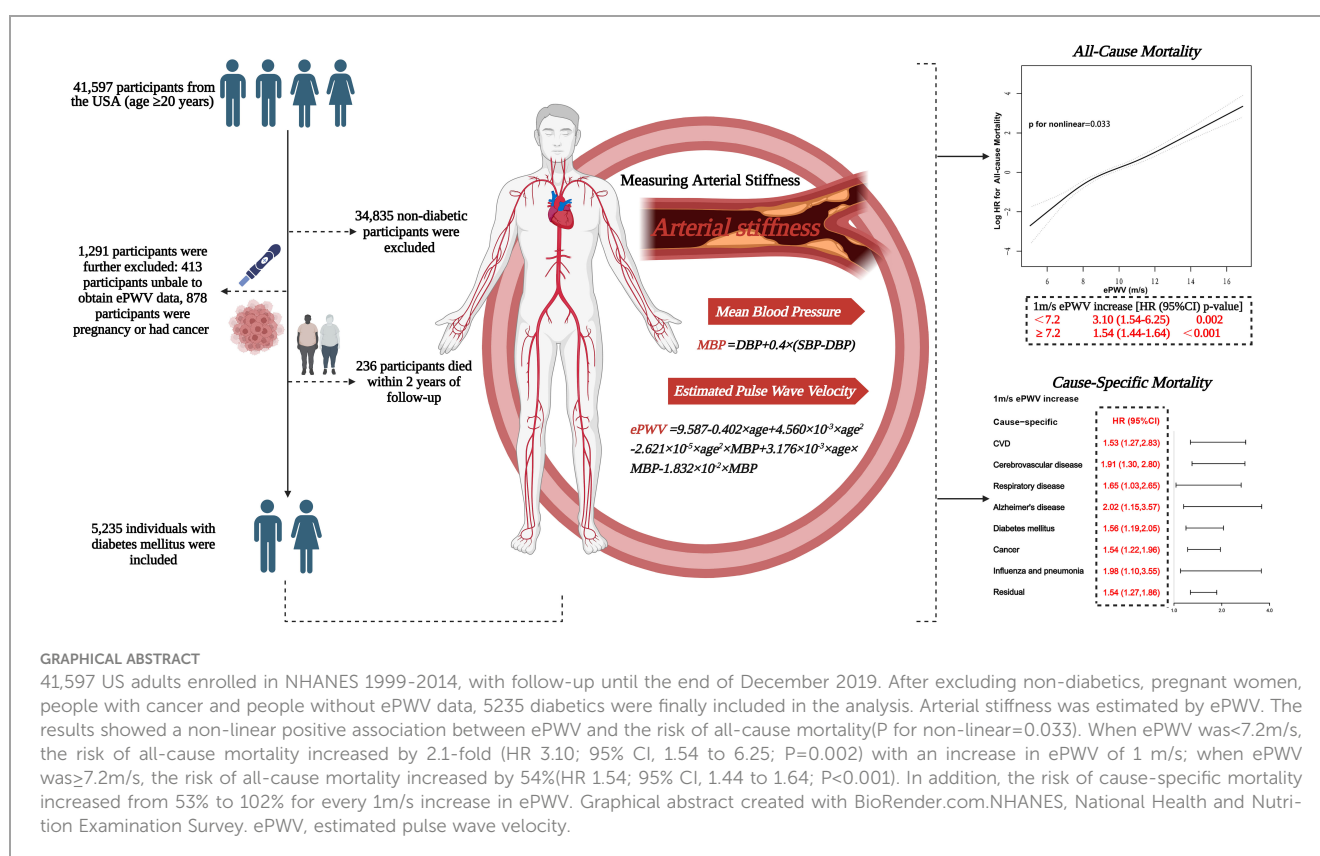 41,597 participants from
the USA (age ≥20 years)
34,835 non-diabetic
participants were
excluded
1,291 participants were
further excluded: 413
participants unbale to
obtain ePWV data, 878
participants were
pregnancy or had cancer
236 participants died
within 2 years of
follow-up
5,235 individuals with
diabetes mellitus were
included
Measuring Arterial Stiffness
Arterial stiffness
Mean Blood Pressure
MBP =DBP+0.4×(SBP-DBP)
Estimated Pulse Wave Velocity
ePWV =9.587-0.402×age+4.560×10⁻³×age²
-2.621×10⁻⁵×age²×MBP+3.176×10⁻³×age×
MBP-1.832×10⁻²×MBP
All-Cause Mortality
Log HR for All-cause Mortality
4
2
0
−2
−4
p for nonlinear=0.033
6 8 10 12 14 16
ePWV (m/s)
1m/s ePWV increase [HR (95%CI) p-value]
<7.2 3.10 (1.54-6.25) 0.002
≥ 7.2 1.54 (1.44-1.64) <0.001
Cause-Specific Mortality
1m/s ePWV increase
Cause−specific HR (95%CI)
CVD 1.53 (1.27,2.83)
Cerebrovascular disease 1.91 (1.30, 2.80)
Respiratory disease 1.65 (1.03,2.65)
Alzheimer's disease 2.02 (1.15,3.57)
Diabetes mellitus 1.56 (1.19,2.05)
Cancer 1.54 (1.22,1.96)
Influenza and pneumonia 1.98 (1.10,3.55)
Residual 1.54 (1.27,1.86)
1.0 2.0 4.0
GRAPHICAL ABSTRACT
41,597 US adults enrolled in NHANES 1999-2014, with follow-up until the end of December 2019. After excluding non-diabetics, pregnant women,
people with cancer and people without ePWV data, 5235 diabetics were finally included in the analysis. Arterial stiffness was estimated by ePWV. The
results showed a non-linear positive association between ePWV and the risk of all-cause mortality(P for non-linear=0.033). When ePWV was<7.2m/s,
the risk of all-cause mortality increased by 2.1-fold (HR 3.10; 95% CI, 1.54 to 6.25; P=0.002) with an increase in ePWV of 1 m/s; when ePWV
was≥7.2m/s, the risk of all-cause mortality increased by 54%(HR 1.54; 95% CI, 1.44 to 1.64; P<0.001). In addition, the risk of cause-specific mortality
increased from 53% to 102% for every 1m/s increase in ePWV. Graphical abstract created with BioRender.com.NHANES, National Health and Nutri-
tion Examination Survey. ePWV, estimated pulse wave velocity.